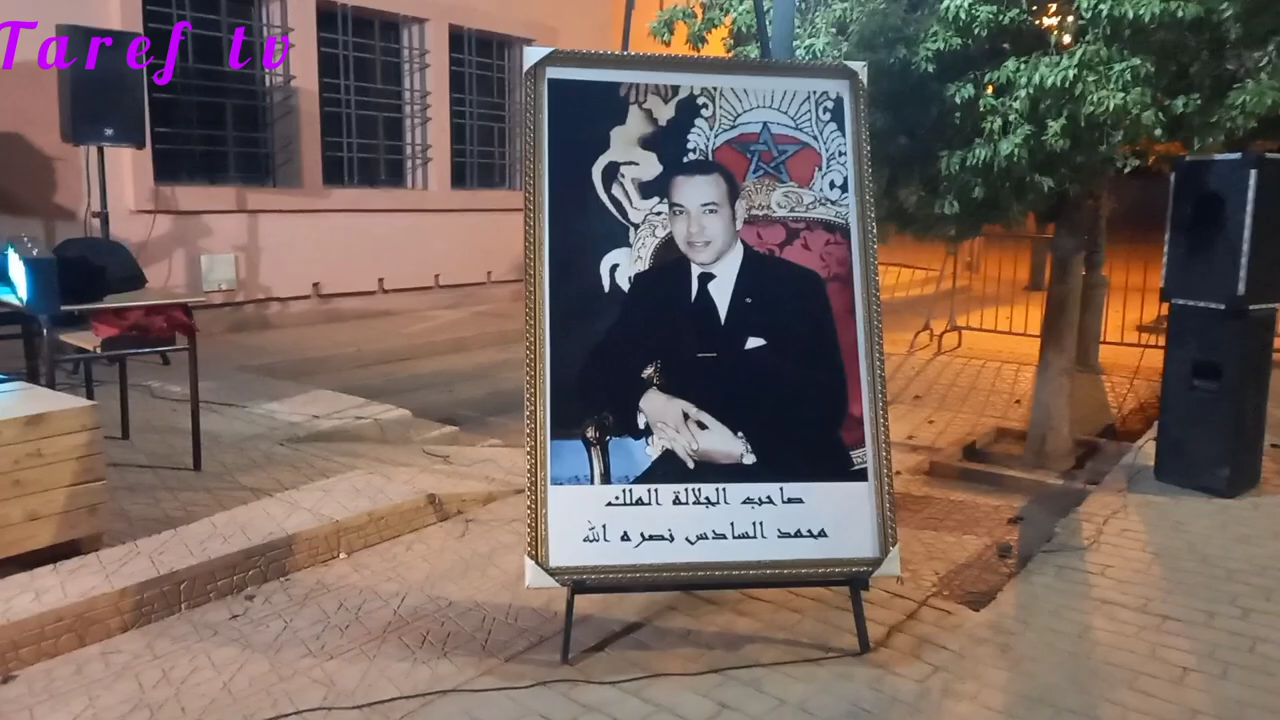 Taref tv
صاحب الجلالة الملك
محمد السادس نصره الله